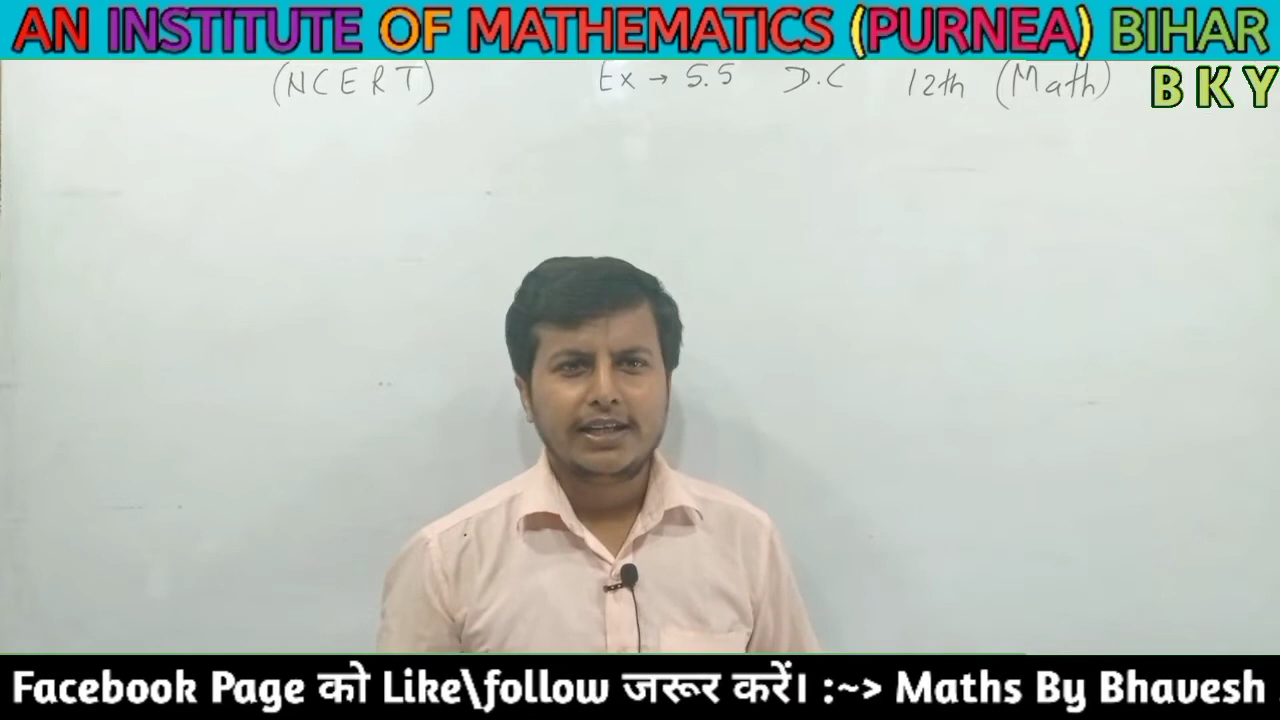 AN INSTITUTE OF MATHEMATICS (PURNEA) BIHAR
(NCERT) Ex → 5.5 D.C 12th (Math) BKY
Facebook Page को Like\follow जरूर करें। :~> Maths By Bhavesh